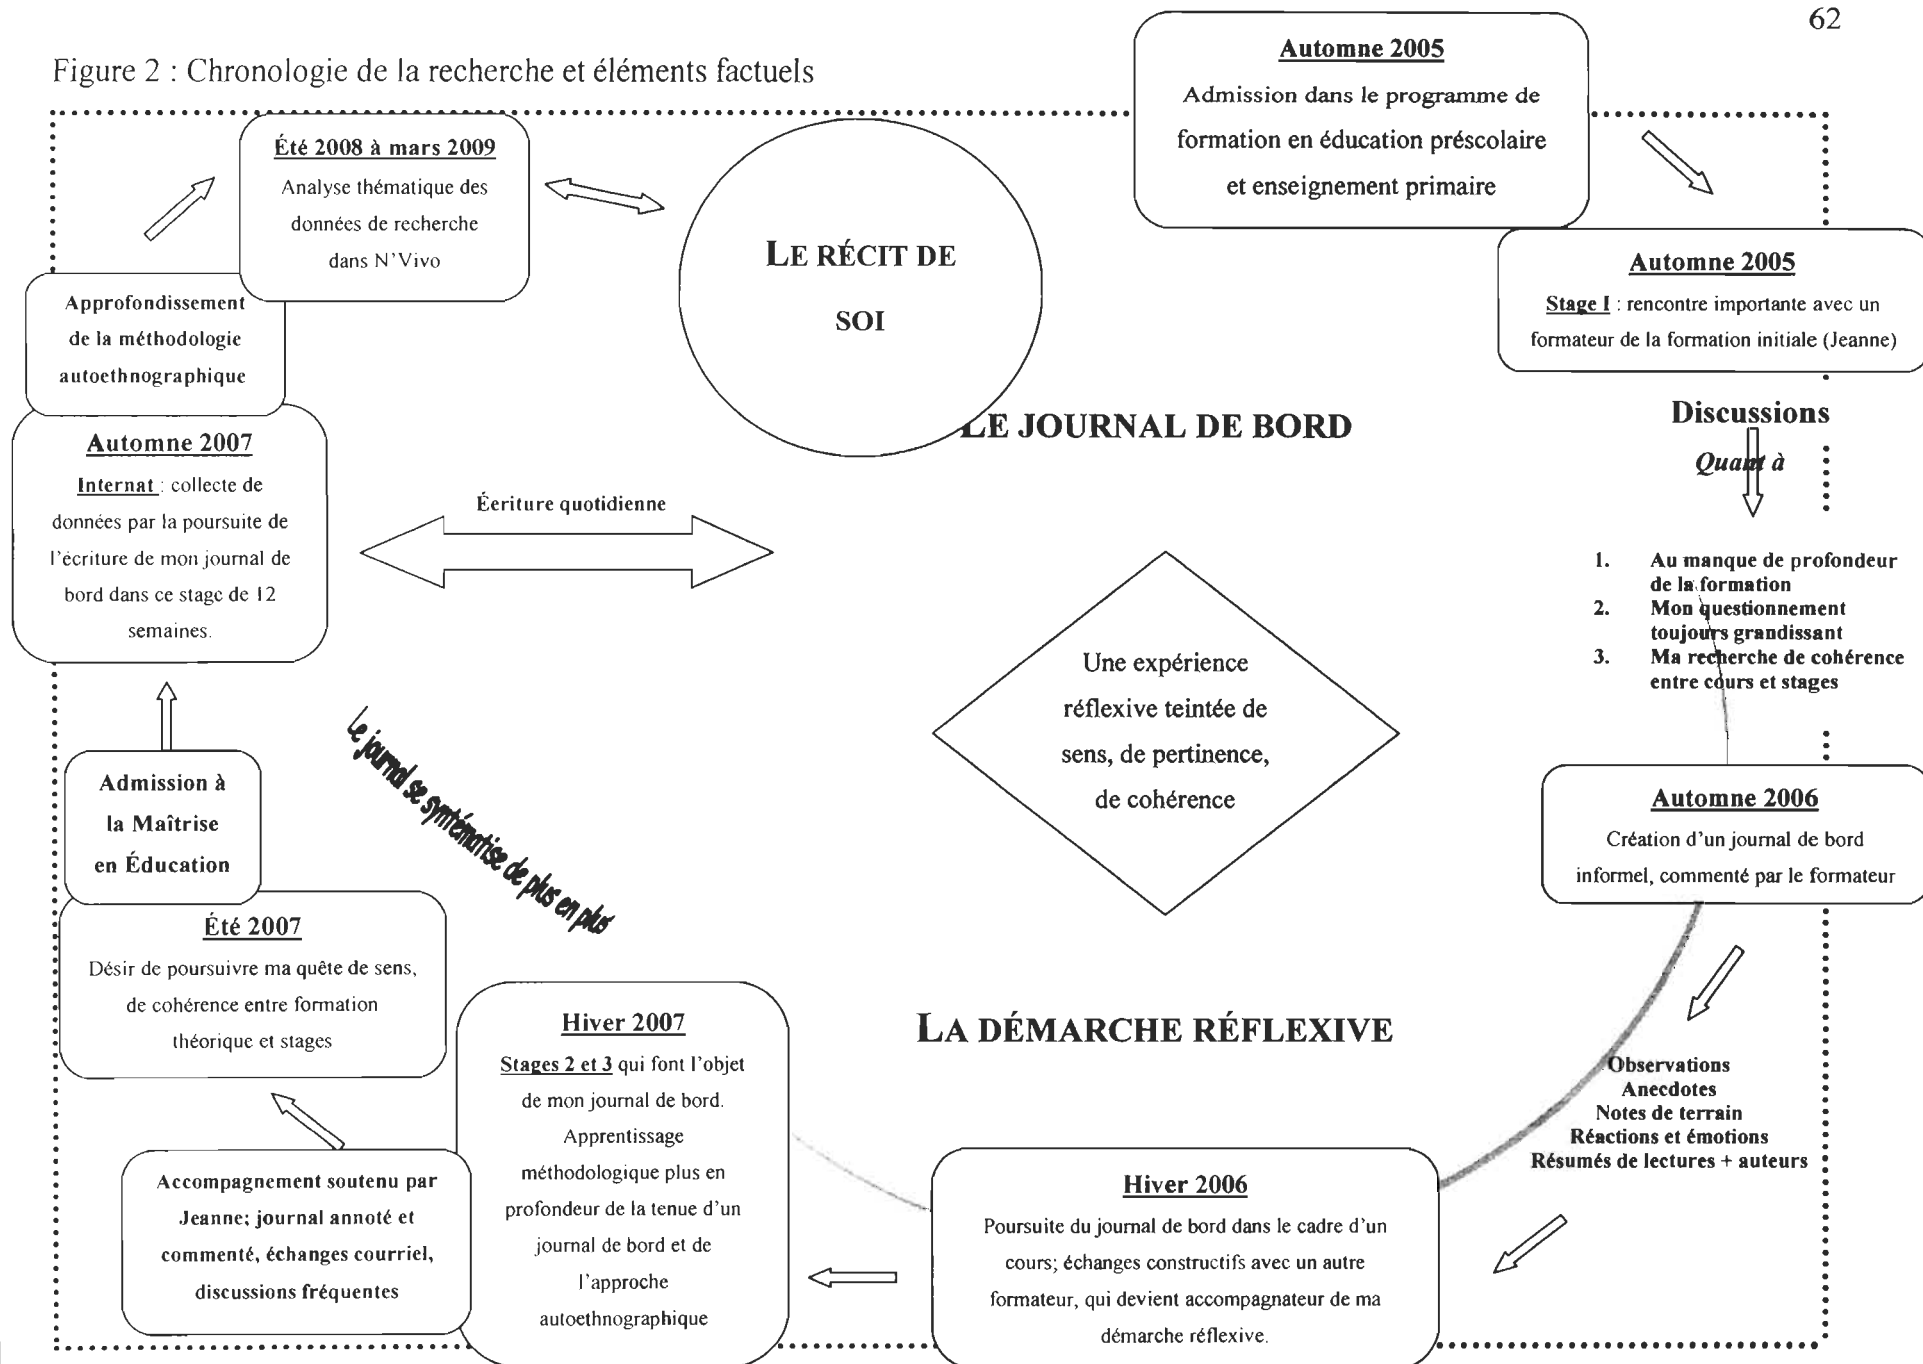 62
Figure 2 : Chronologie de la recherche et éléments factuels
Automne 2005
Admission dans le programme de
formation en éducation préscolaire
et enseignement primaire
Automne 2005
Stage I : rencontre importante avec un
formateur de la formation initiale (Jeanne)
Discussions
Quant à
1. Au manque de profondeur
de la formation
2. Mon questionnement
toujours grandissant
3. Ma recherche de cohérence
entre cours et stages
Automne 2006
Création d'un journal de bord
informel, commenté par le formateur
Observations
Anecdotes
Notes de terrain
Réactions et émotions
Résumés de lectures + auteurs
Hiver 2006
Poursuite du journal de bord dans le cadre d'un
cours; échanges constructifs avec un autre
formateur, qui devient accompagnateur de ma
démarche réflexive.
Hiver 2007
Stages 2 et 3 qui font l'objet
de mon journal de bord.
Apprentissage
méthodologique plus en
profondeur de la tenue d'un
journal de bord et de
l'approche
autoethnographique
Accompagnement soutenu par
Jeanne; journal annoté et
commenté, échanges courriel,
discussions fréquentes
Été 2007
Désir de poursuivre ma quête de sens,
de cohérence entre formation
théorique et stages
Admission à
la Maîtrise
en Éducation
Automne 2007
Internat : collecte de
données par la poursuite de
l'écriture de mon journal de
bord dans ce stage de 12
semaines.
Approfondissement
de la méthodologie
autoethnographique
Été 2008 à mars 2009
Analyse thématique des
données de recherche
dans N'Vivo
LE RÉCIT DE
SOI
LE JOURNAL DE BORD
Éeriture quotidienne
Le journal se syntématise de plus en plus
Une expérience
réflexive teintée de
sens, de pertinence,
de cohérence
LA DÉMARCHE RÉFLEXIVE